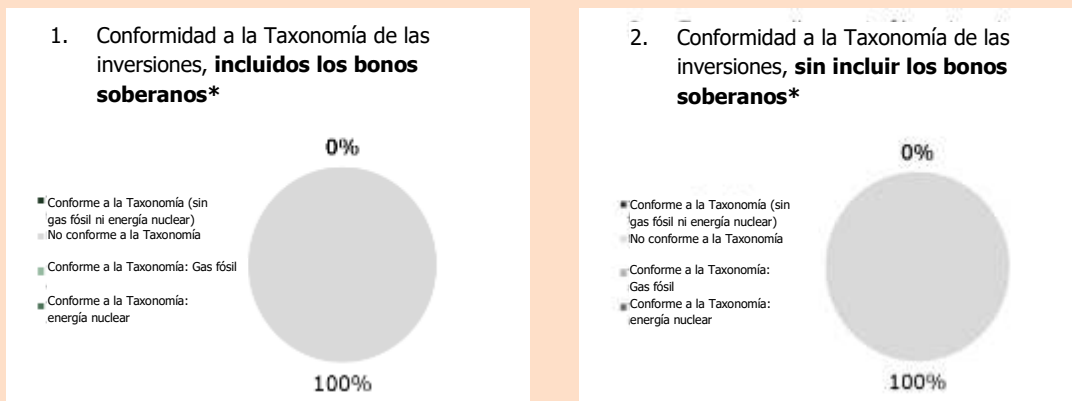 1. Conformidad a la Taxonomía de las
inversiones, incluidos los bonos
soberanos*
0%
Conforme a la Taxonomía (sin
gas fósil ni energía nuclear)
No conforme a la Taxonomía
Conforme a la Taxonomía: Gas fósil
Conforme a la Taxonomía:
energía nuclear
100%
2. Conformidad a la Taxonomía de las
inversiones, sin incluir los bonos
soberanos*
0%
Conforme a la Taxonomía (sin
gas fósil ni energía nuclear)
No conforme a la Taxonomía
Conforme a la Taxonomía:
Gas fósil
Conforme a la Taxonomía:
energía nuclear
100%